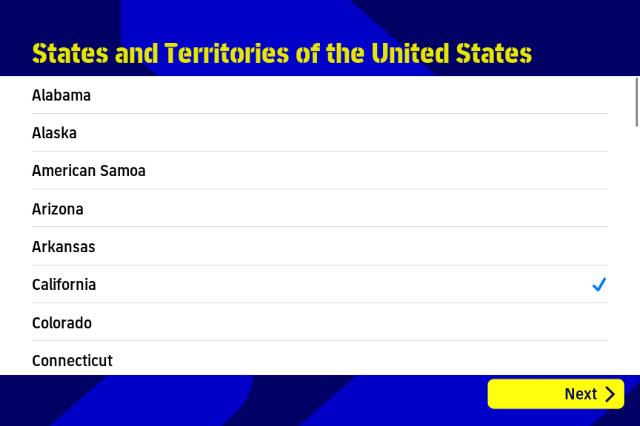 States and Territories of the United States
Alabama
Alaska
American Samoa
Arizona
Arkansas
California
Colorado
Connecticut
Next